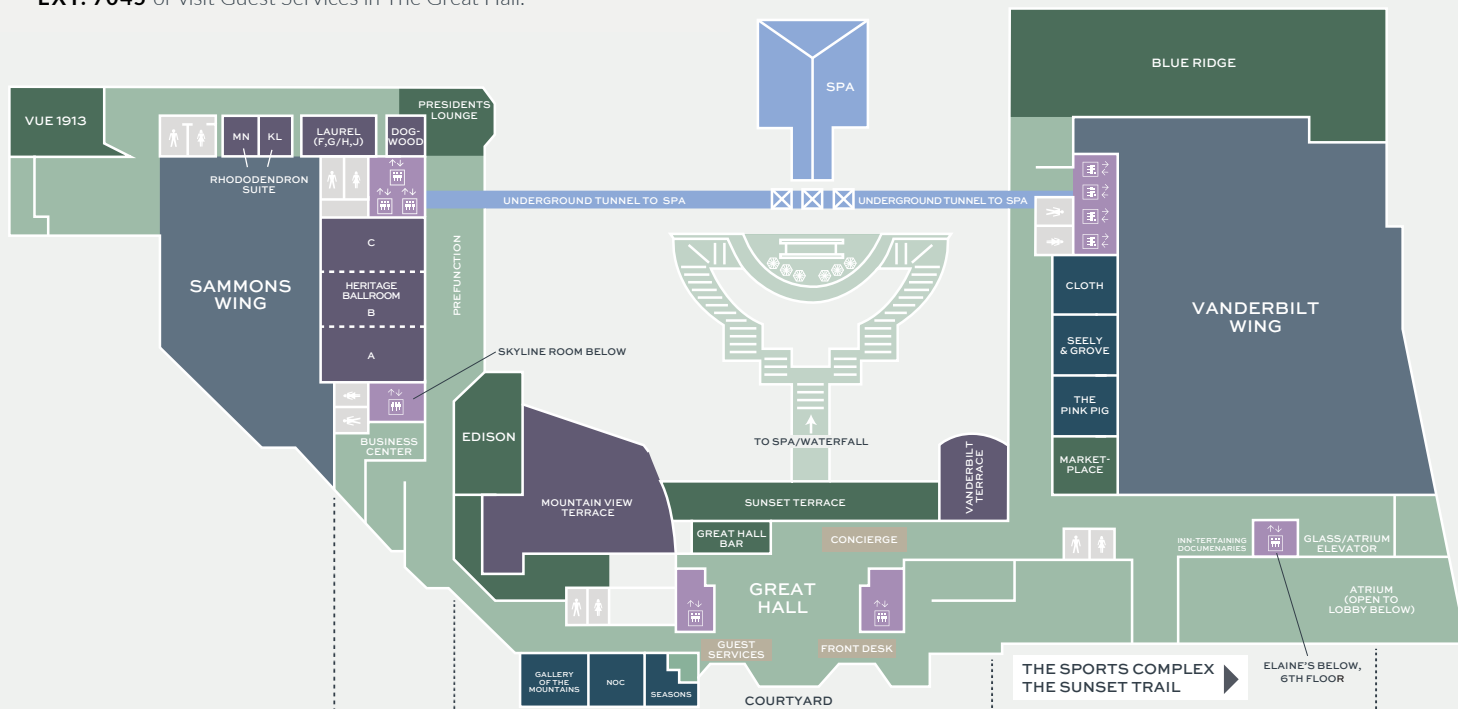 EXT. 7045 or visit Guest Services in The Great Hall.
BLUE RIDGE
SPA
VUE 1913
PRESIDENTS
LOUNGE
MN
KL
LAUREL
(F,G/H,J)
DOG-
WOOD
RHODODENDRON
SUITE
UNDERGROUND TUNNEL TO SPA
UNDERGROUND TUNNEL TO SPA
C
HERITAGE
BALLROOM
B
A
PREFUNCTION
SAMMONS
WING
CLOTH
VANDERBILT
WING
SEELY
& GROVE
SKYLINE ROOM BELOW
THE
PINK PIG
EDISON
BUSINESS
CENTER
TO SPA/WATERFALL
MARKET-
PLACE
VANDERBILT
TERRACE
MOUNTAIN VIEW
TERRACE
SUNSET TERRACE
GREAT HALL
BAR
CONCIERGE
INN-TERTAINING
DOCUMENARIES
GLASS/ATRIUM
ELEVATOR
GREAT
HALL
ATRIUM
(OPEN TO
LOBBY BELOW)
GUEST
SERVICES
FRONT DESK
GALLERY
OF THE
MOUNTAINS
NOC
SEASONS
COURTYARD
THE SPORTS COMPLEX
THE SUNSET TRAIL
ELAINE'S BELOW,
6TH FLOOR